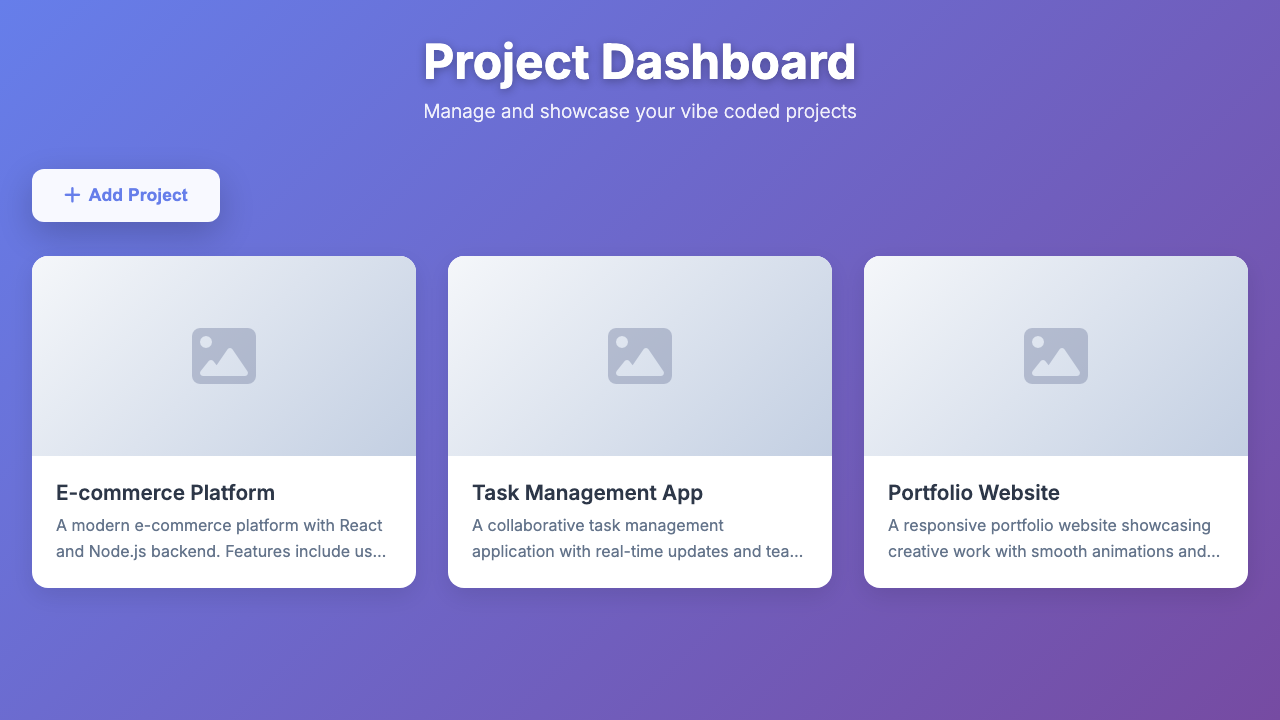 Project Dashboard
Manage and showcase your vibe coded projects
+ Add Project
E-commerce Platform
A modern e-commerce platform with React
and Node.js backend. Features include us...
Task Management App
A collaborative task management
application with real-time updates and tea...
Portfolio Website
A responsive portfolio website showcasing
creative work with smooth animations and...